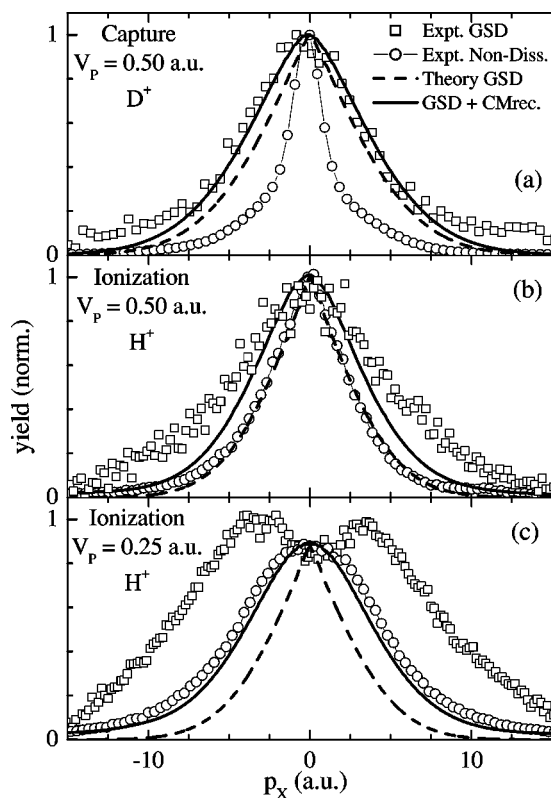 Capture
V_P = 0.50 a.u.
D⁺
Expt. GSD
Expt. Non-Diss.
Theory GSD
GSD + CMrec.
(a)
1
0
Ionization
V_P = 0.50 a.u.
H⁺
(b)
1
0
Ionization
V_P = 0.25 a.u.
H⁺
(c)
1
0
yield (norm.)
-10 0 10
p_X (a.u.)